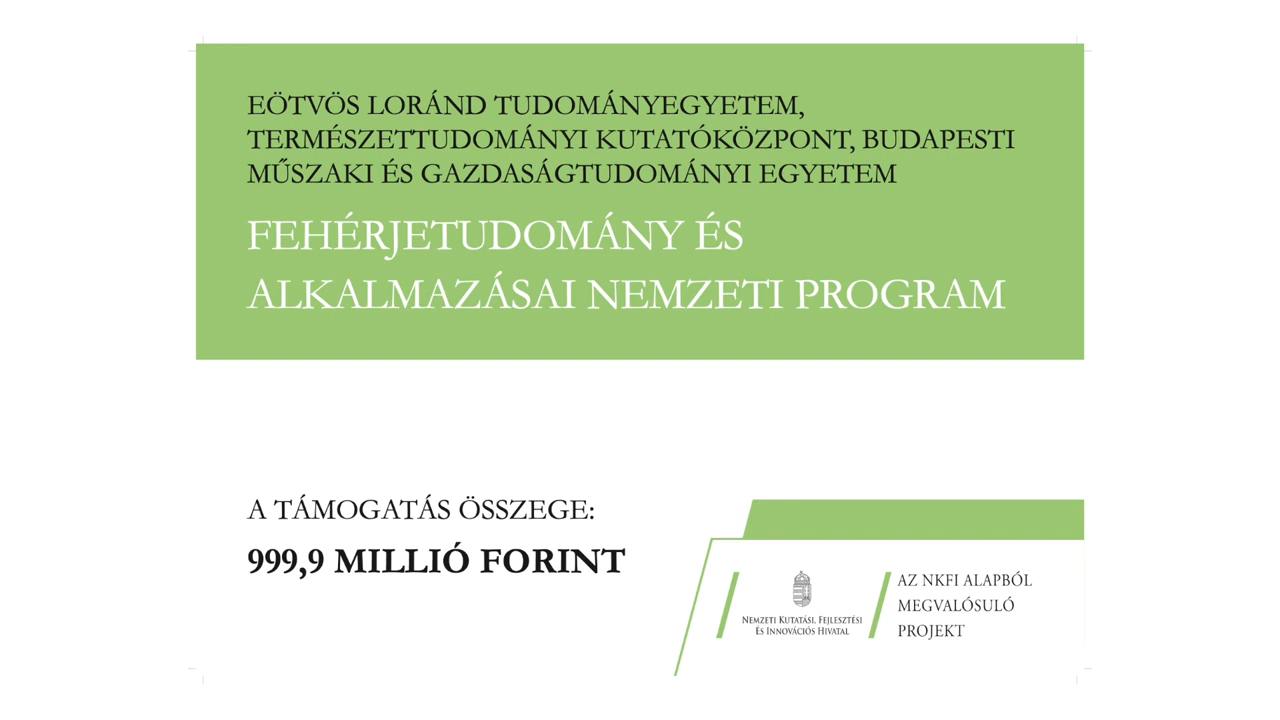 EÖTVÖS LORÁND TUDOMÁNYEGYETEM,
TERMÉSZETTUDOMÁNYI KUTATÓKÖZPONT, BUDAPESTI
MŰSZAKI ÉS GAZDASÁGTUDOMÁNYI EGYETEM
FEHÉRJETUDOMÁNY ÉS
ALKALMAZÁSAI NEMZETI PROGRAM
A TÁMOGATÁS ÖSSZEGE:
999,9 MILLIÓ FORINT
NEMZETI KUTATÁSI, FEJLESZTÉSI
ÉS INNOVÁCIÓS HIVATAL
AZ NKFI ALAPBÓL
MEGVALÓSULÓ
PROJEKT